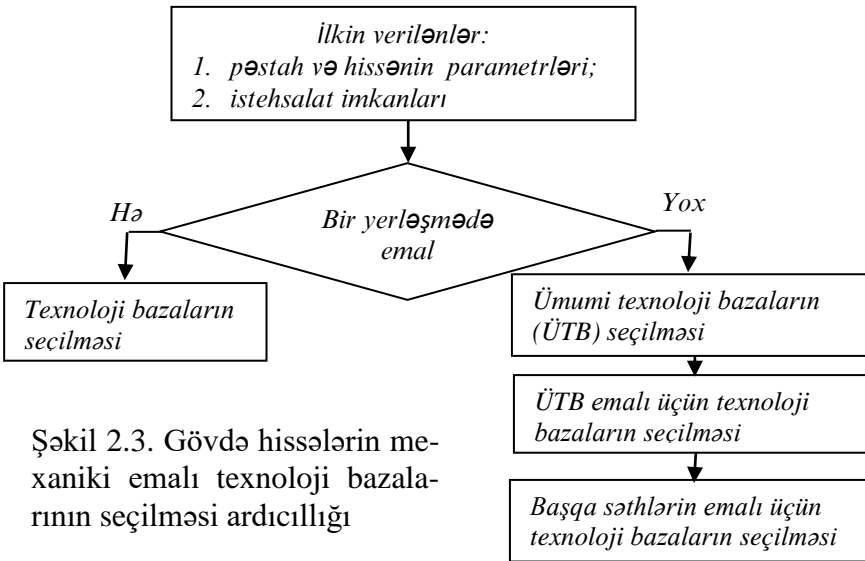 İlkin verilənlər:
1. pəstah və hissənin parametrləri;
2. istehsalat imkanları
Hə
Yox
Bir yerləşmədə
emal
Texnoloji bazaların
seçilməsi
Ümumi texnoloji bazaların
(ÜTB) seçilməsi
ÜTB emalı üçün texnoloji
bazaların seçilməsi
Başqa səthlərin emalı üçün
texnoloji bazaların seçilməsi
Şəkil 2.3. Gövdə hissələrin me-
xaniki emalı texnoloji bazala-
rının seçilməsi ardıcıllığı